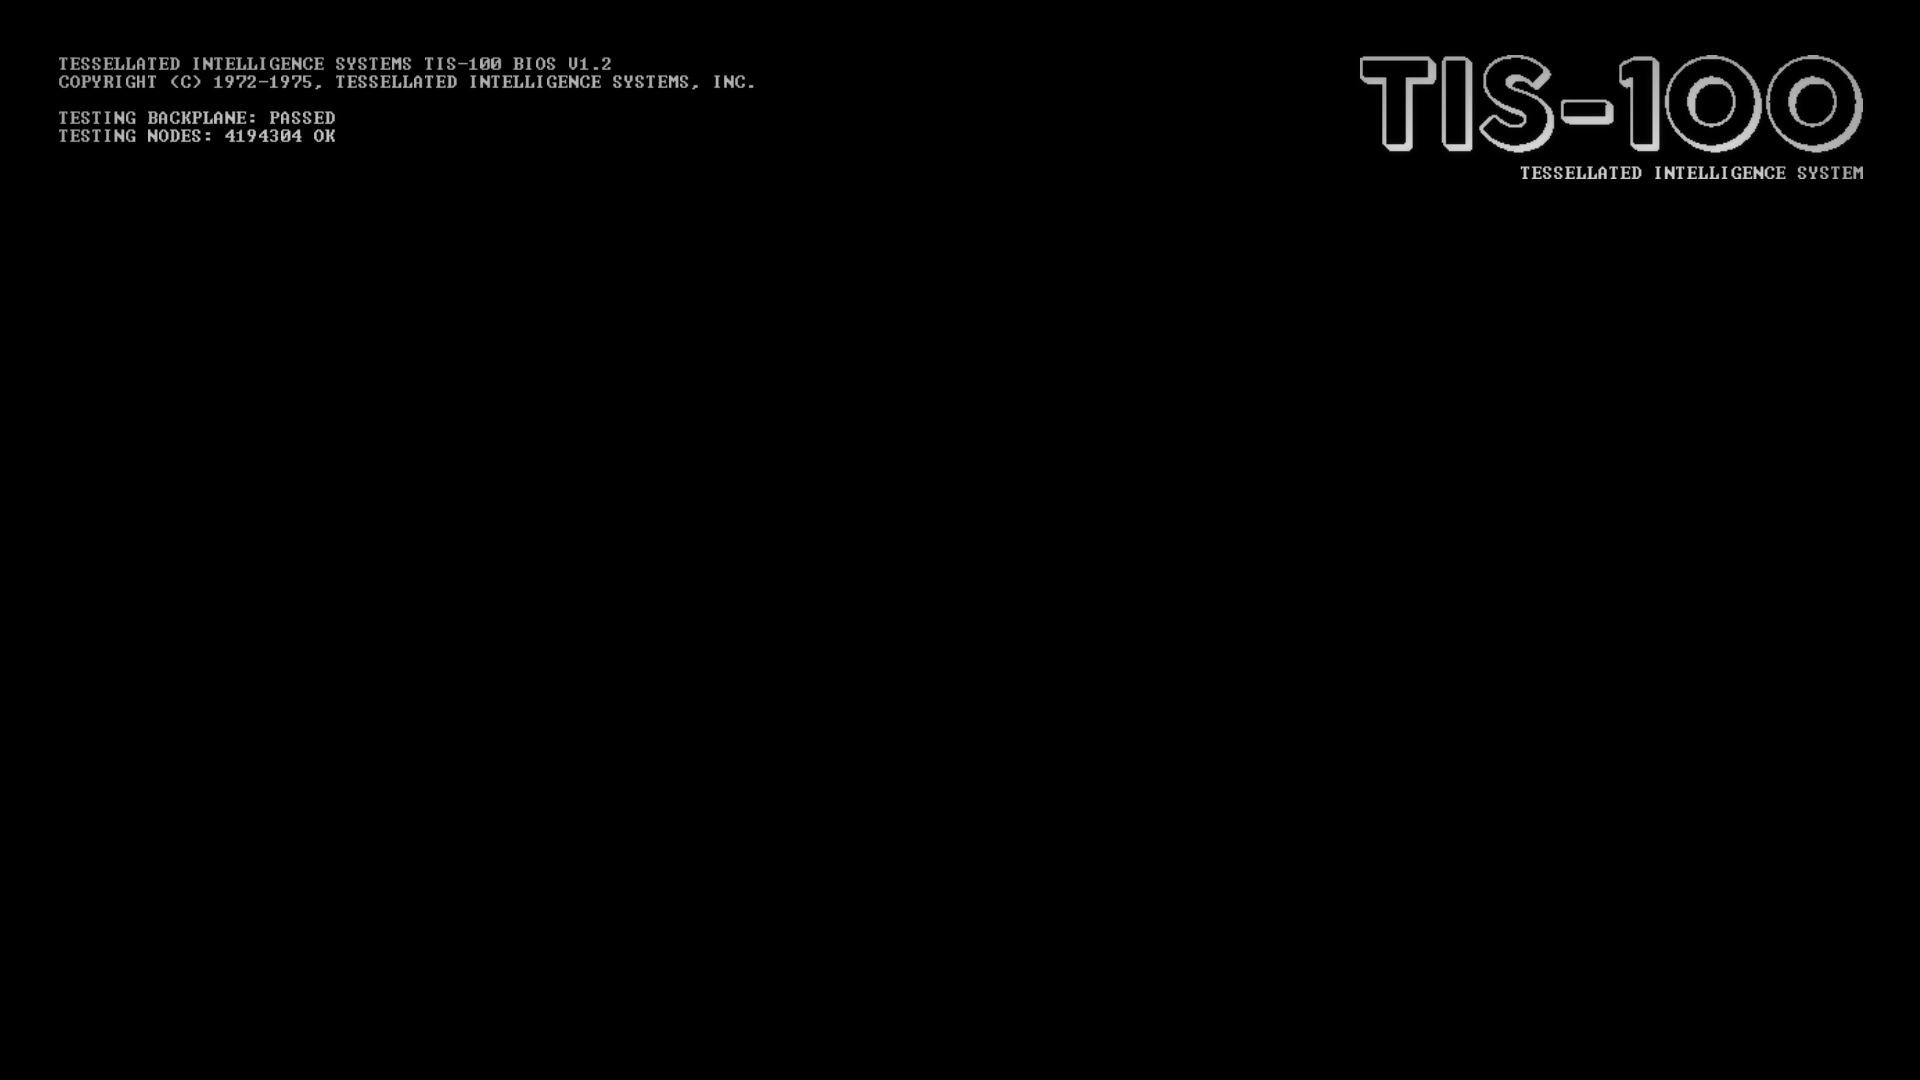 TESSELLATED INTELLIGENCE SYSTEMS TIS-100 BIOS V1.2
COPYRIGHT (C) 1972-1975, TESSELLATED INTELLIGENCE SYSTEMS, INC.
TESTING BACKPLANE: PASSED
TESTING NODES: 4194304 OK
TIS-100
TESSELLATED INTELLIGENCE SYSTEM